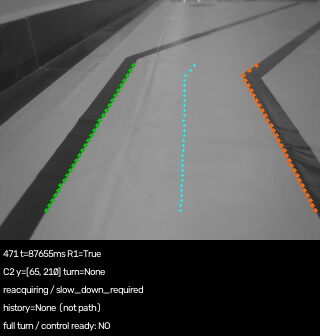 471 t=87655ms R1=True
C2 y=[65, 210] turn=None
reacquiring / slow_down_required
history=None (not path)
full turn / control ready: NO